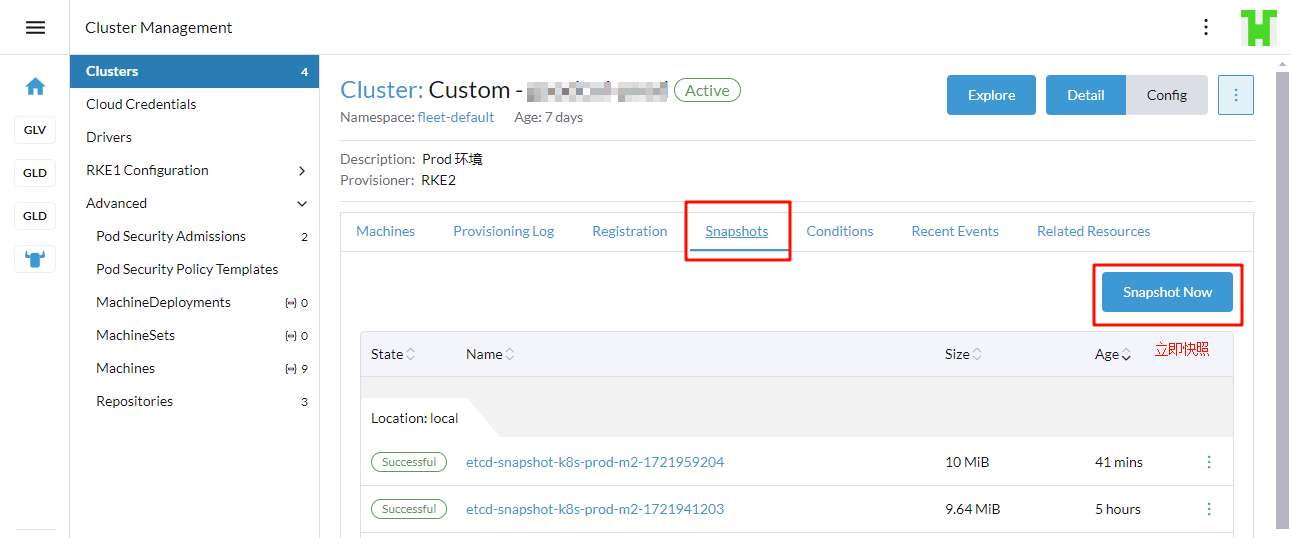 Cluster Management
GLV
GLD
GLD
Clusters 4
Cloud Credentials
Drivers
RKE1 Configuration
Advanced
Pod Security Admissions 2
Pod Security Policy Templates
MachineDeployments 0
MachineSets 0
Machines 9
Repositories 3
Cluster: Custom - Active
Explore Detail Config
Namespace: fleet-default Age: 7 days
Description: Prod 环境
Provisioner: RKE2
Machines Provisioning Log Registration Snapshots Conditions Recent Events Related Resources
Snapshot Now
State Name Size Age 立即快照
Location: local
Successful etcd-snapshot-k8s-prod-m2-1721959204 10 MiB 41 mins
Successful etcd-snapshot-k8s-prod-m2-1721941203 9.64 MiB 5 hours